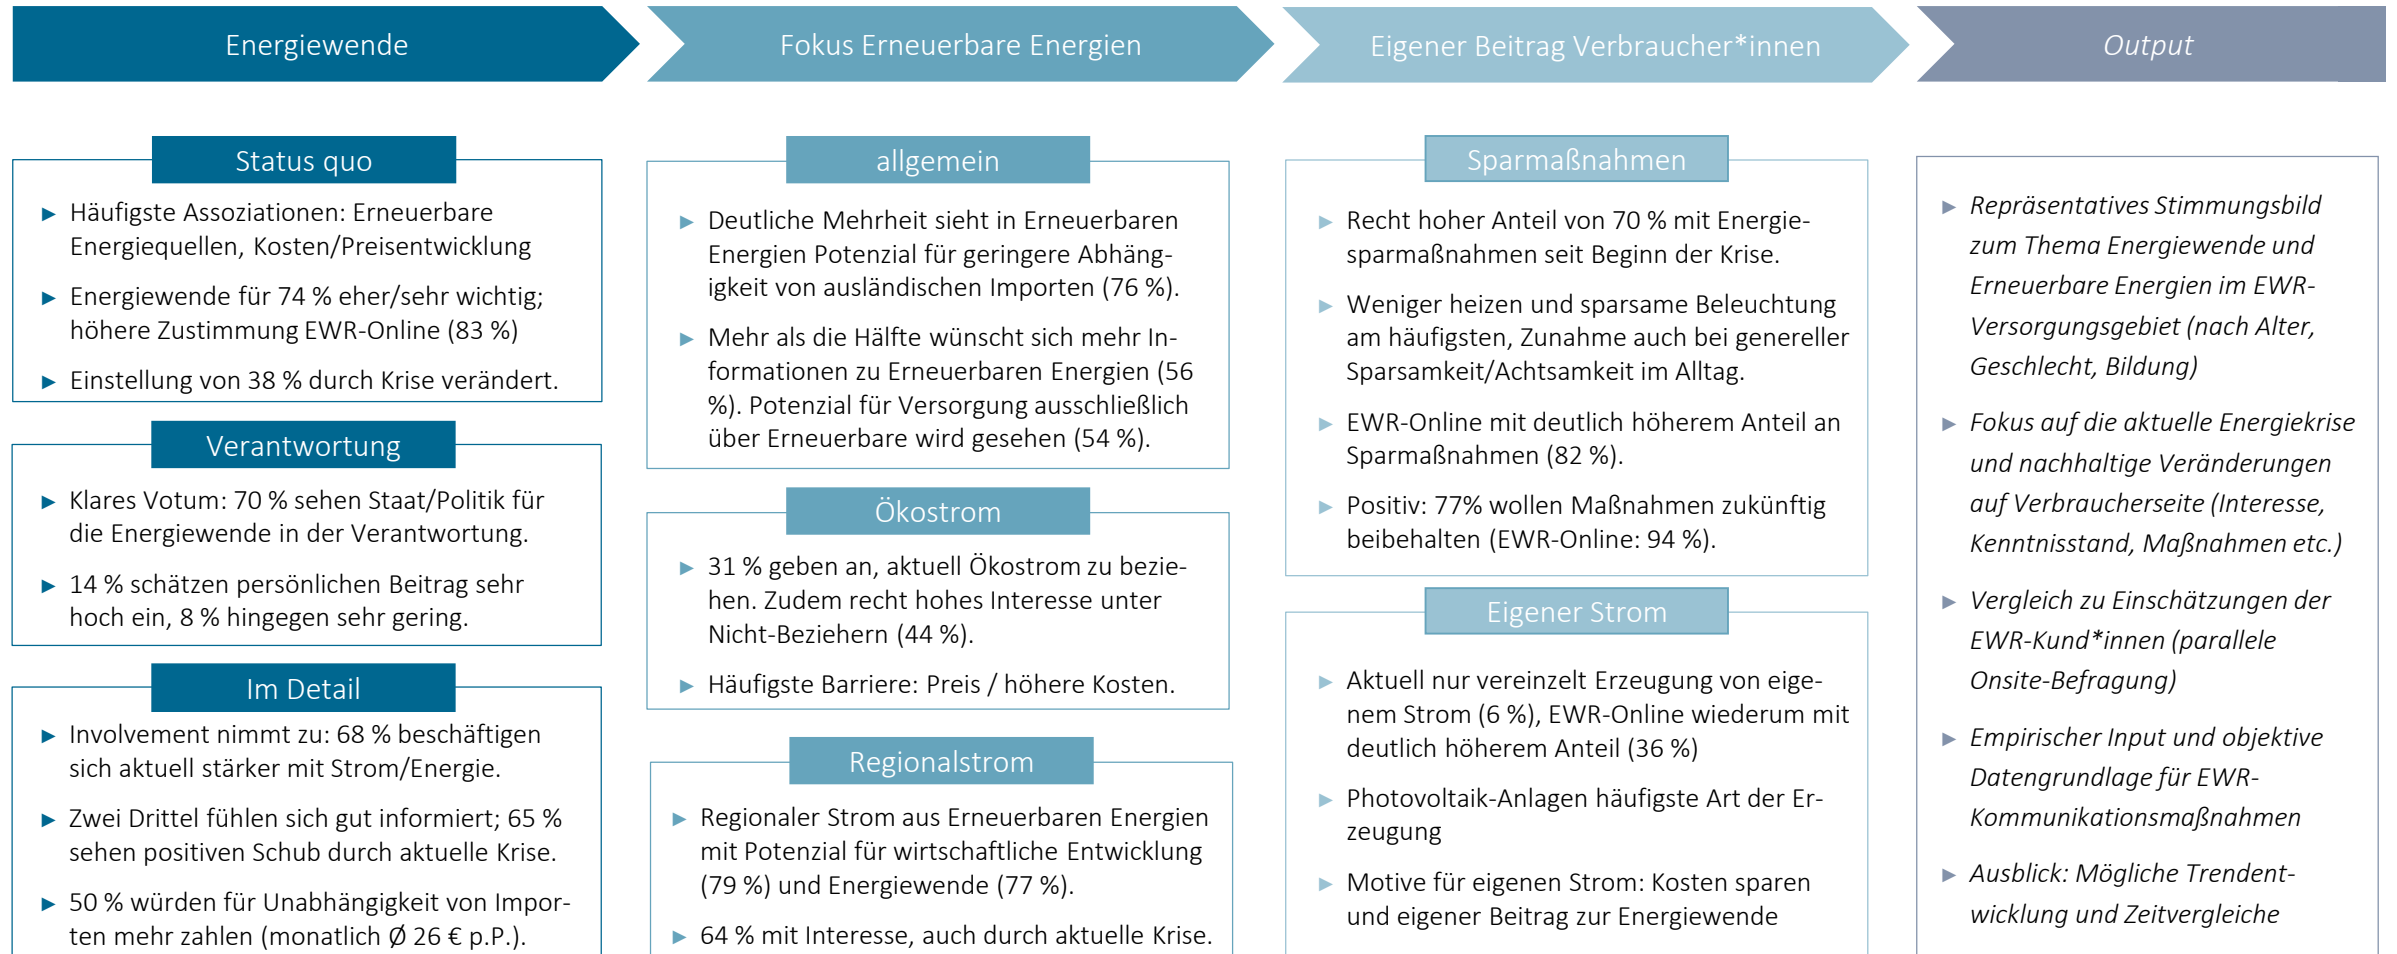 Energiewende
Fokus Erneuerbare Energien
Eigener Beitrag Verbraucher*innen
Output
Status quo
► Häufigste Assoziationen: Erneuerbare
Energiequellen, Kosten/Preisentwicklung
► Energiewende für 74 % eher/sehr wichtig;
höhere Zustimmung EWR-Online (83 %)
► Einstellung von 38 % durch Krise verändert.
Verantwortung
► Klares Votum: 70 % sehen Staat/Politik für
die Energiewende in der Verantwortung.
► 14 % schätzen persönlichen Beitrag sehr
hoch ein, 8 % hingegen sehr gering.
Im Detail
► Involvement nimmt zu: 68 % beschäftigen
sich aktuell stärker mit Strom/Energie.
► Zwei Drittel fühlen sich gut informiert; 65 %
sehen positiven Schub durch aktuelle Krise.
► 50 % würden für Unabhängigkeit von Impor-
ten mehr zahlen (monatlich Ø 26 € p.P.).
allgemein
► Deutliche Mehrheit sieht in Erneuerbaren
Energien Potenzial für geringere Abhäng-
igkeit von ausländischen Importen (76 %).
► Mehr als die Hälfte wünscht sich mehr In-
formationen zu Erneuerbaren Energien (56
%). Potenzial für Versorgung ausschließlich
über Erneuerbare wird gesehen (54 %).
Ökostrom
► 31 % geben an, aktuell Ökostrom zu bezie-
hen. Zudem recht hohes Interesse unter
Nicht-Beziehern (44 %).
► Häufigste Barriere: Preis / höhere Kosten.
Regionalstrom
► Regionaler Strom aus Erneuerbaren Energien
mit Potenzial für wirtschaftliche Entwicklung
(79 %) und Energiewende (77 %).
► 64 % mit Interesse, auch durch aktuelle Krise.
Sparmaßnahmen
► Recht hoher Anteil von 70 % mit Energie-
sparmaßnahmen seit Beginn der Krise.
► Weniger heizen und sparsame Beleuchtung
am häufigsten, Zunahme auch bei genereller
Sparsamkeit/Achtsamkeit im Alltag.
► EWR-Online mit deutlich höherem Anteil an
Sparmaßnahmen (82 %).
► Positiv: 77% wollen Maßnahmen zukünftig
beibehalten (EWR-Online: 94 %).
Eigener Strom
► Aktuell nur vereinzelt Erzeugung von eige-
nem Strom (6 %), EWR-Online wiederum mit
deutlich höherem Anteil (36 %)
► Photovoltaik-Anlagen häufigste Art der Er-
zeugung
► Motive für eigenen Strom: Kosten sparen
und eigener Beitrag zur Energiewende
► Repräsentatives Stimmungsbild
zum Thema Energiewende und
Erneuerbare Energien im EWR-
Versorgungsgebiet (nach Alter,
Geschlecht, Bildung)
► Fokus auf die aktuelle Energiekrise
und nachhaltige Veränderungen
auf Verbraucherseite (Interesse,
Kenntnisstand, Maßnahmen etc.)
► Vergleich zu Einschätzungen der
EWR-Kund*innen (parallele
Onsite-Befragung)
► Empirischer Input und objektive
Datengrundlage für EWR-
Kommunikationsmaßnahmen
► Ausblick: Mögliche Trendent-
wicklung und Zeitvergleiche